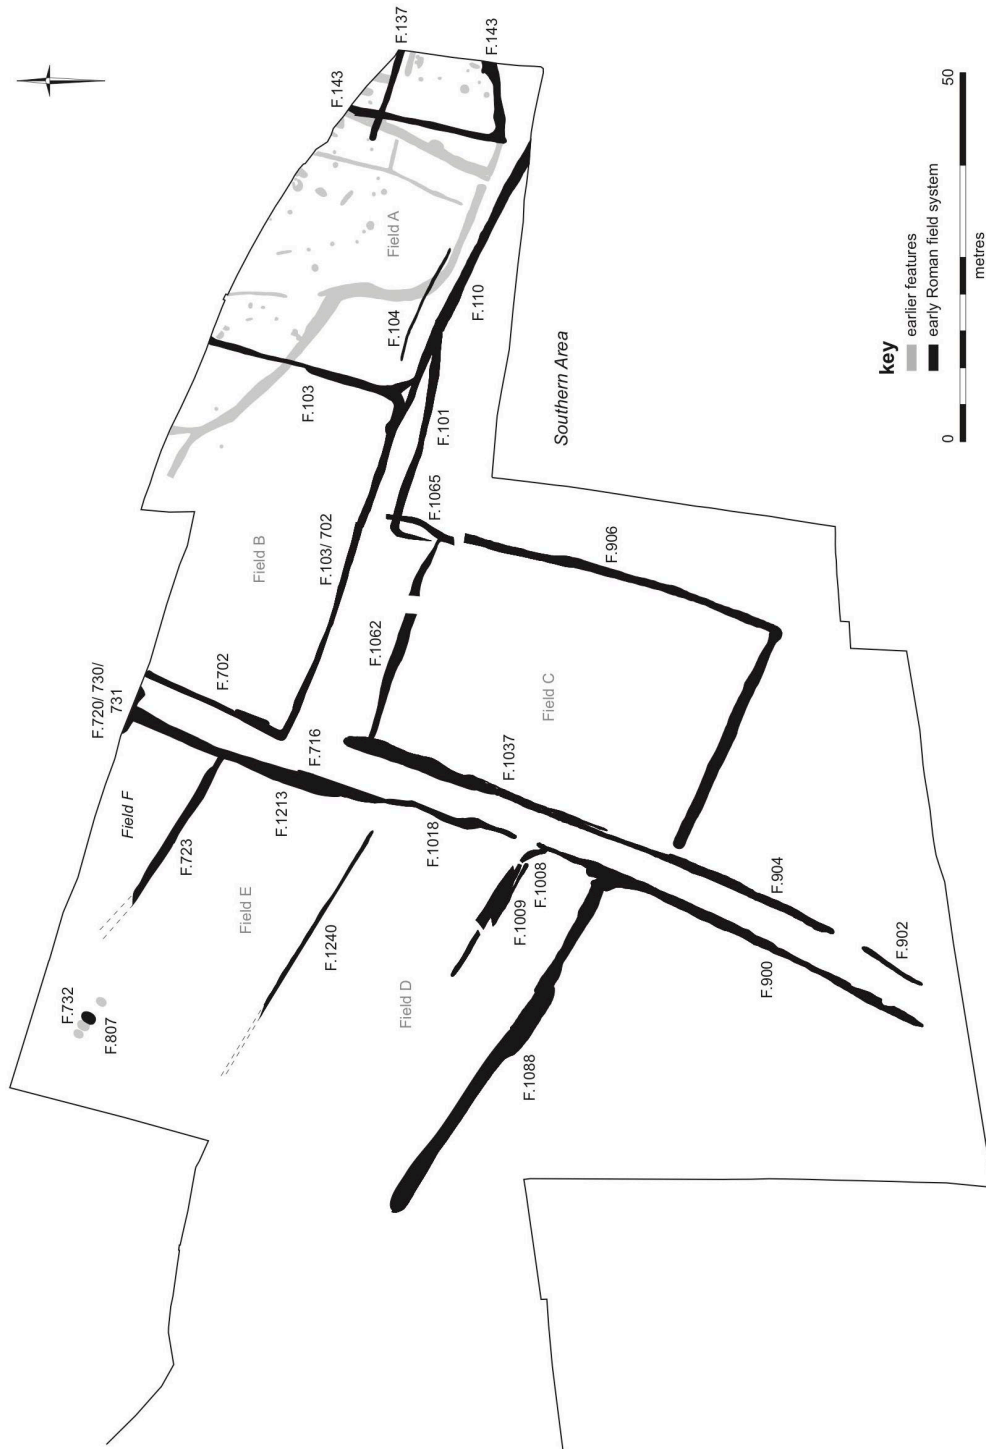 F.137
F.143
F.143
Field A
F.104
F.110
F.103
F.101
Southern Area
F.1065
F.103/ 702
Field B
F.906
F.1062
F.702
F.720/ 730/
731
Field C
F.716
F.1037
Field F
F.1213
F.723
F.1018
F.904
F.1008
F.1009
Field E
F.1240
F.902
F.900
Field D
F.732
F.807
F.1088
key
earlier features
early Roman field system
0
50
metres